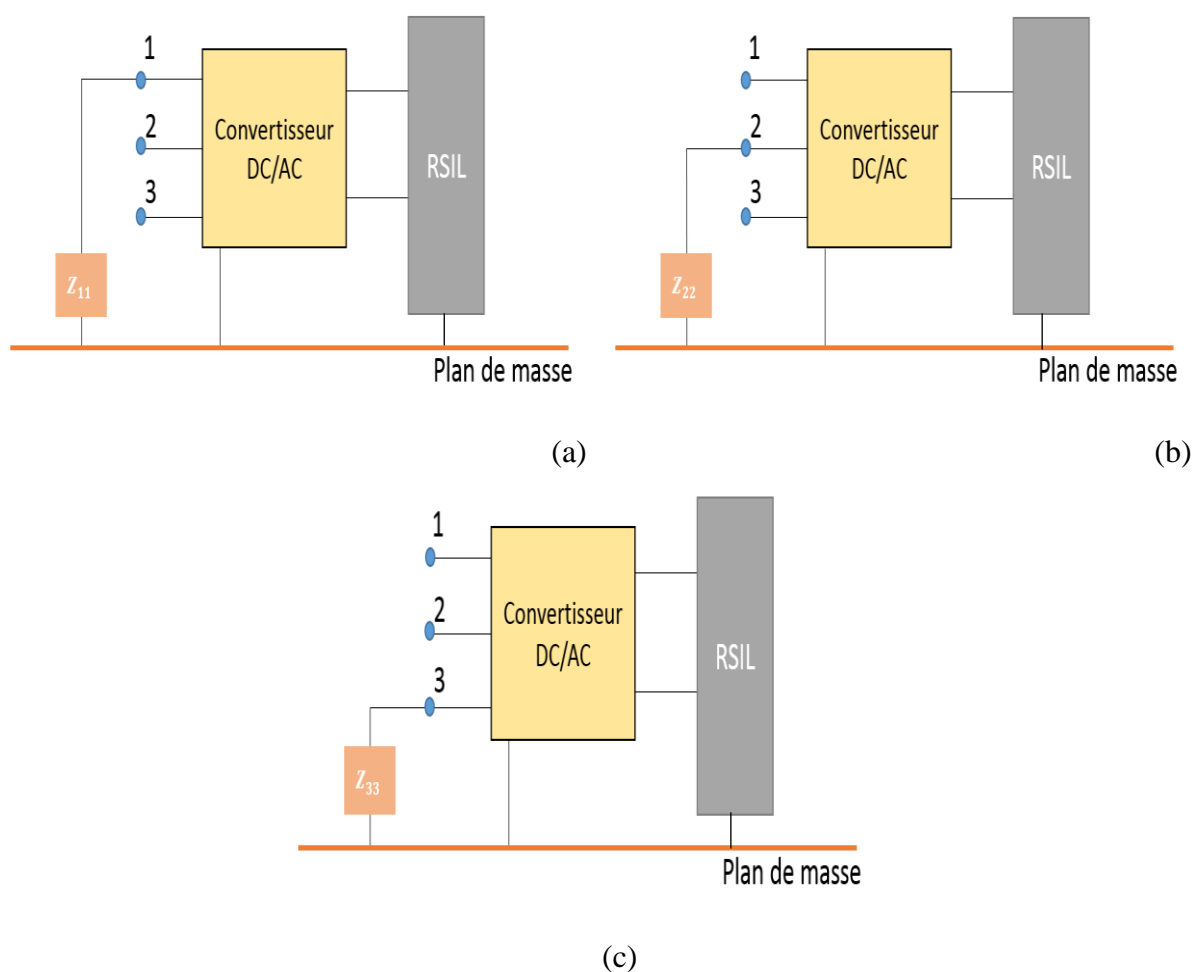 1
2
3
Convertisseur
DC/AC
RSIL
Z11
Plan de masse
(a)
1
2
3
Convertisseur
DC/AC
RSIL
Z22
Plan de masse
(b)
1
2
3
Convertisseur
DC/AC
RSIL
Z33
Plan de masse
(c)